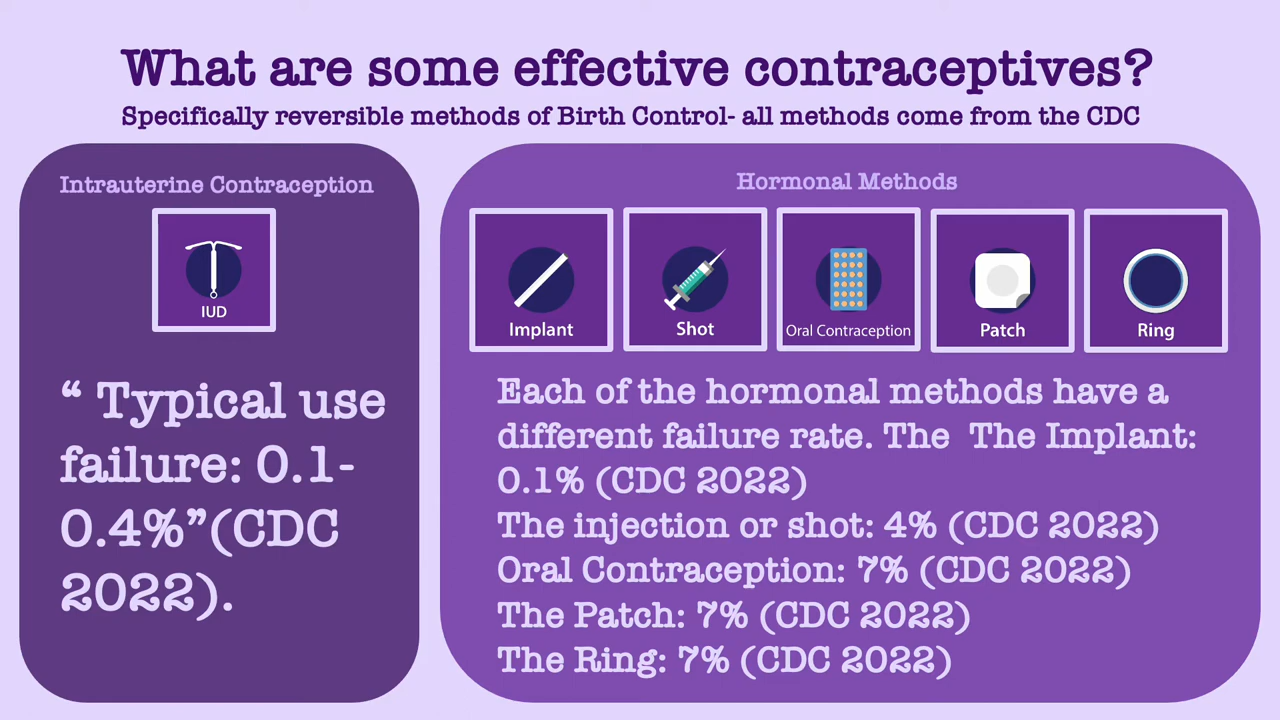 What are some effective contraceptives?
Specifically reversible methods of Birth Control- all methods come from the CDC
Intrauterine Contraception
IUD
“ Typical use
failure: 0.1-
0.4%”(CDC
2022).
Hormonal Methods
Implant
Shot
Oral Contraception
Patch
Ring
Each of the hormonal methods have a
different failure rate. The  The Implant:
0.1% (CDC 2022)
The injection or shot: 4% (CDC 2022)
Oral Contraception: 7% (CDC 2022)
The Patch: 7% (CDC 2022)
The Ring: 7% (CDC 2022)